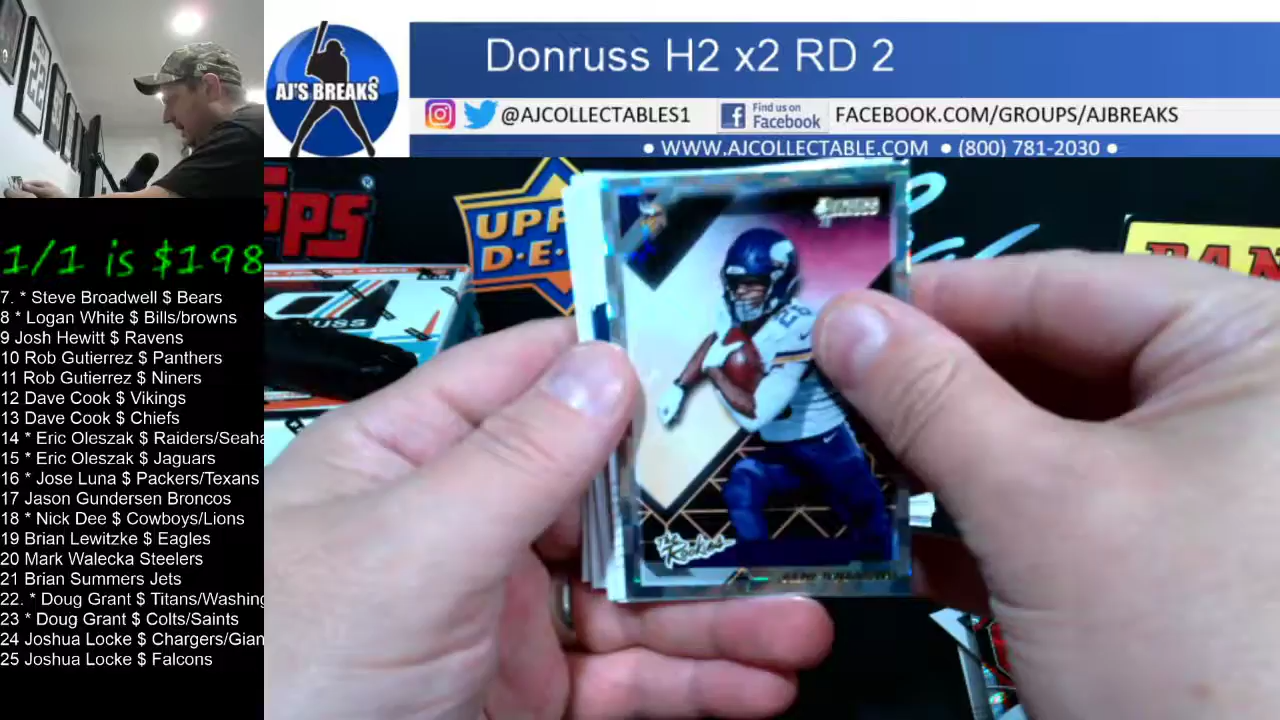 Donruss H2 x2 RD 2
AJ'S BREAKS
@AJCOLLECTABLES1
Find us on
Facebook
FACEBOOK.COM/GROUPS/AJBREAKS
• WWW.AJCOLLECTABLE.COM • (800) 781-2030 •
1/1 is $198
7. * Steve Broadwell $ Bears
8 * Logan White $ Bills/browns
9 Josh Hewitt $ Ravens
10 Rob Gutierrez $ Panthers
11 Rob Gutierrez $ Niners
12 Dave Cook $ Vikings
13 Dave Cook $ Chiefs
14 * Eric Oleszak $ Raiders/Seaha
15 * Eric Oleszak $ Jaguars
16 * Jose Luna $ Packers/Texans
17 Jason Gundersen Broncos
18 * Nick Dee $ Cowboys/Lions
19 Brian Lewitzke $ Eagles
20 Mark Walecka Steelers
21 Brian Summers Jets
22. * Doug Grant $ Titans/Washing
23 * Doug Grant $ Colts/Saints
24 Joshua Locke $ Chargers/Gian
25 Joshua Locke $ Falcons
PPS
UPP
D·E·
The Rookies